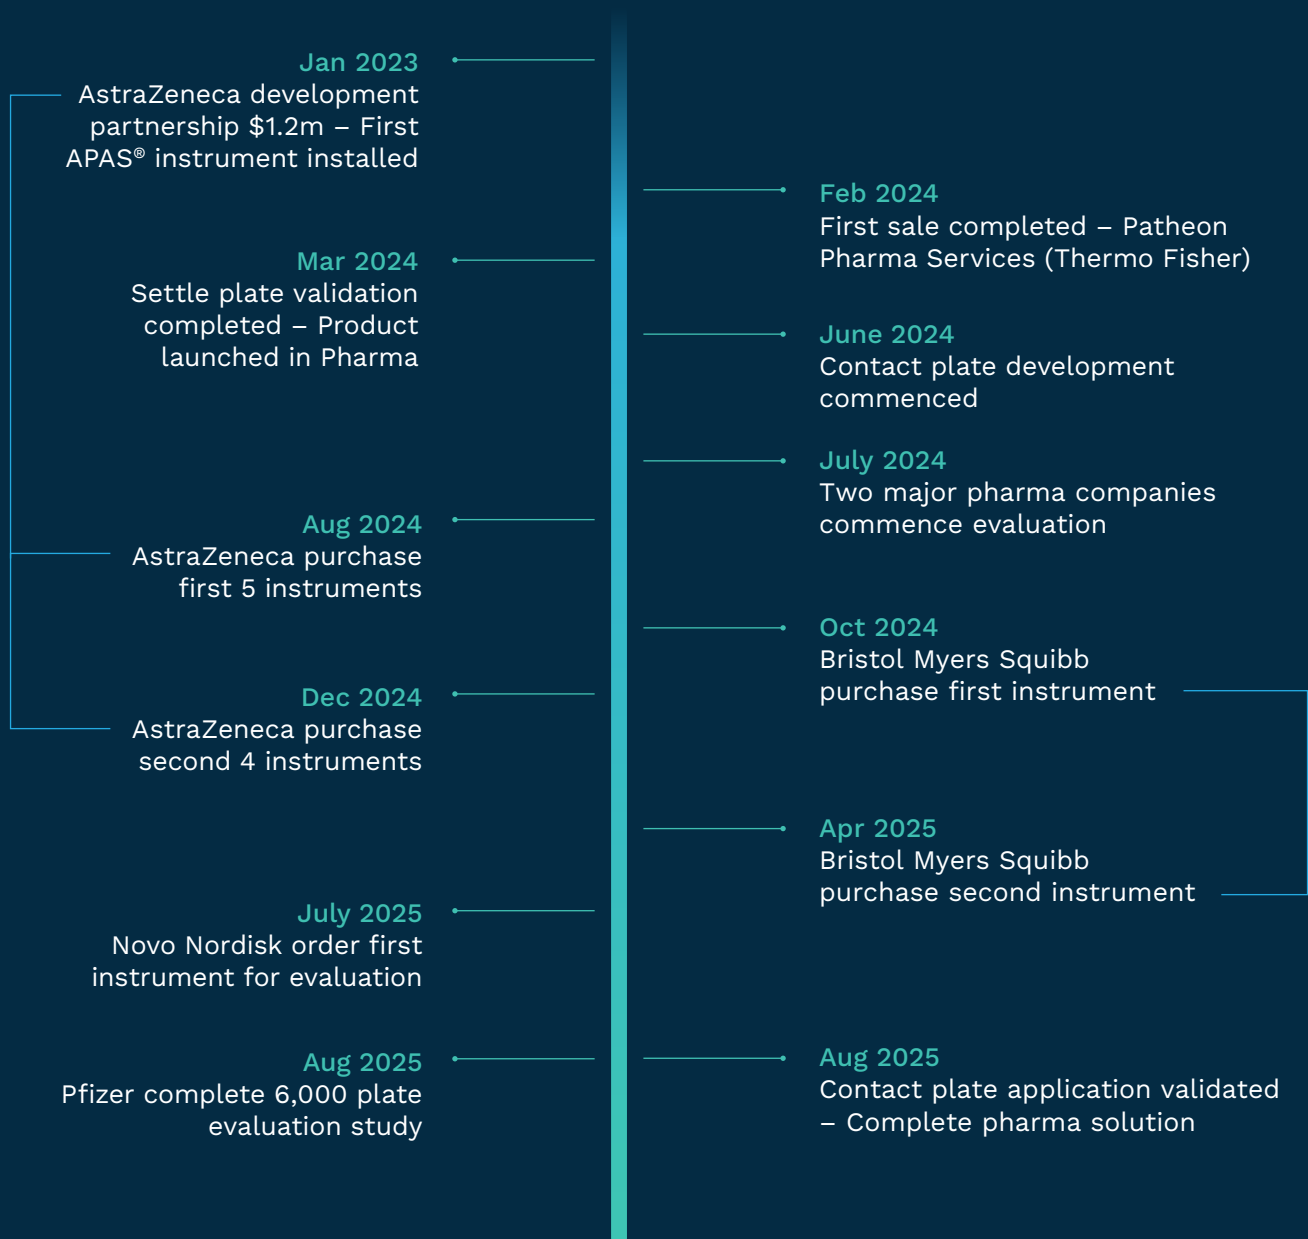 Jan 2023
AstraZeneca development
partnership $1.2m – First
APAS® instrument installed
Feb 2024
First sale completed – Patheon
Pharma Services (Thermo Fisher)
Mar 2024
Settle plate validation
completed – Product
launched in Pharma
June 2024
Contact plate development
commenced
July 2024
Two major pharma companies
commence evaluation
Aug 2024
AstraZeneca purchase
first 5 instruments
Oct 2024
Bristol Myers Squibb
purchase first instrument
Dec 2024
AstraZeneca purchase
second 4 instruments
Apr 2025
Bristol Myers Squibb
purchase second instrument
July 2025
Novo Nordisk order first
instrument for evaluation
Aug 2025
Pfizer complete 6,000 plate
evaluation study
Aug 2025
Contact plate application validated
– Complete pharma solution